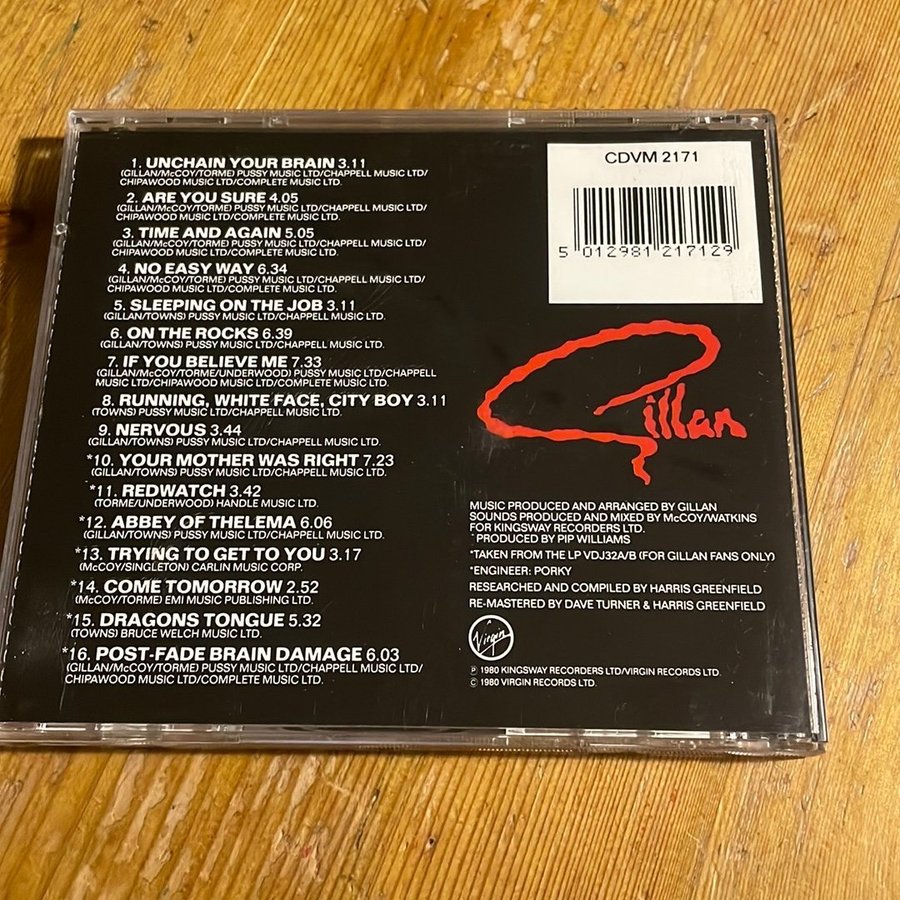 1. UNCHAIN YOUR BRAIN 3.11
(GILLAN/McCOY/TORME) PUSSY MUSIC LTD/CHAPPELL MUSIC LTD/
CHIPAWOOD MUSIC LTD/COMPLETE MUSIC LTD.
2. ARE YOU SURE 4.05
(GILLAN/McCOY/TORME) PUSSY MUSIC LTD/CHAPPELL MUSIC LTD/
CHIPAWOOD MUSIC LTD/COMPLETE MUSIC LTD.
3. TIME AND AGAIN 5.05
(GILLAN/McCOY/TORME) PUSSY MUSIC LTD/CHAPPELL MUSIC LTD/
CHIPAWOOD MUSIC LTD/COMPLETE MUSIC LTD.
4. NO EASY WAY 6.34
(GILLAN/McCOY/TORME) PUSSY MUSIC LTD/CHAPPELL MUSIC LTD/
CHIPAWOOD MUSIC LTD/COMPLETE MUSIC LTD.
5. SLEEPING ON THE JOB 3.11
(GILLAN/TOWNS) PUSSY MUSIC LTD/CHAPPELL MUSIC LTD.
6. ON THE ROCKS 6.39
(GILLAN/TOWNS) PUSSY MUSIC LTD/CHAPPELL MUSIC LTD.
7. IF YOU BELIEVE ME 7.33
(GILLAN/McCOY/TORME/UNDERWOOD) PUSSY MUSIC LTD/CHAPPELL
MUSIC LTD/CHIPAWOOD MUSIC LTD/COMPLETE MUSIC LTD.
8. RUNNING, WHITE FACE, CITY BOY 3.11
(TOWNS) PUSSY MUSIC LTD/CHAPPELL MUSIC LTD.
9. NERVOUS 3.44
(GILLAN/TOWNS) PUSSY MUSIC LTD/CHAPPELL MUSIC LTD.
*10. YOUR MOTHER WAS RIGHT 7.23
(GILLAN/TOWNS) PUSSY MUSIC LTD/CHAPPELL MUSIC LTD.
*11. REDWATCH 3.42
(TORME/UNDERWOOD) HANDLE MUSIC LTD.
*12. ABBEY OF THELEMA 6.06
(GILLAN/TOWNS) PUSSY MUSIC LTD/CHAPPELL MUSIC LTD.
*13. TRYING TO GET TO YOU 3.17
(McCOY/SINGLETON) CARLIN MUSIC CORP.
*14. COME TOMORROW 2.52
(McCOY/TORME) EMI MUSIC PUBLISHING LTD.
*15. DRAGONS TONGUE 5.32
(TOWNS) BRUCE WELCH MUSIC LTD.
*16. POST-FADE BRAIN DAMAGE 6.03
(GILLAN/McCOY/TORME) PUSSY MUSIC LTD/CHAPPELL MUSIC LTD/
CHIPAWOOD MUSIC LTD/COMPLETE MUSIC LTD.
CDVM 2171
5 012981 217129
Gillan
MUSIC PRODUCED AND ARRANGED BY GILLAN
SOUNDS PRODUCED AND MIXED BY McCOY/WATKINS
FOR KINGSWAY RECORDERS LTD.
PRODUCED BY PIP WILLIAMS
*TAKEN FROM THE LP VDJ32A/B (FOR GILLAN FANS ONLY)
*ENGINEER: PORKY
RESEARCHED AND COMPILED BY HARRIS GREENFIELD
RE-MASTERED BY DAVE TURNER & HARRIS GREENFIELD
Virgin
℗ 1980 KINGSWAY RECORDERS LTD/VIRGIN RECORDS LTD.
© 1980 VIRGIN RECORDS LTD.